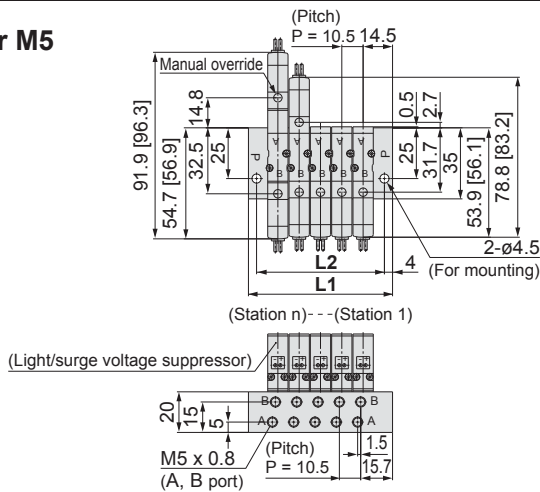 r M5
(Pitch)
P = 10.5 14.5
Manual override
14.8
91.9 [96.3]
54.7 [56.9]
32.5
25
0.5
2.7
25
31.7
35
53.9 [56.1]
78.8 [83.2]
P A A A A A P
B B B B B
2-ø4.5
(For mounting)
L2 4
L1
(Station n)---(Station 1)
(Light/surge voltage suppressor)
20
15
5
B B
A A
M5 x 0.8
(A, B port)
(Pitch)
P = 10.5
1.5
15.7